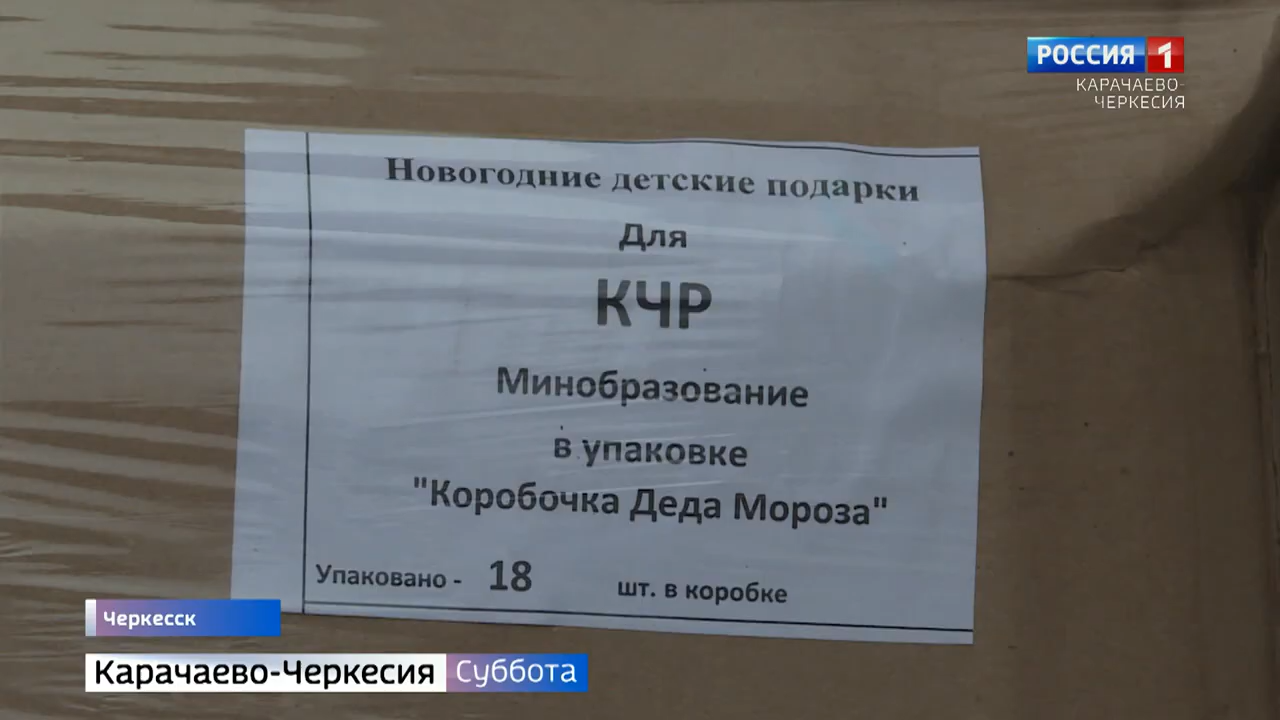 РОССИЯ 1
КАРАЧАЕВО-
ЧЕРКЕСИЯ
Новогодние детские подарки
Для
КЧР
Минобразование
в упаковке
"Коробочка Деда Мороза"
Упаковано - 18 шт. в коробке
Черкесск
Карачаево-Черкесия Суббота